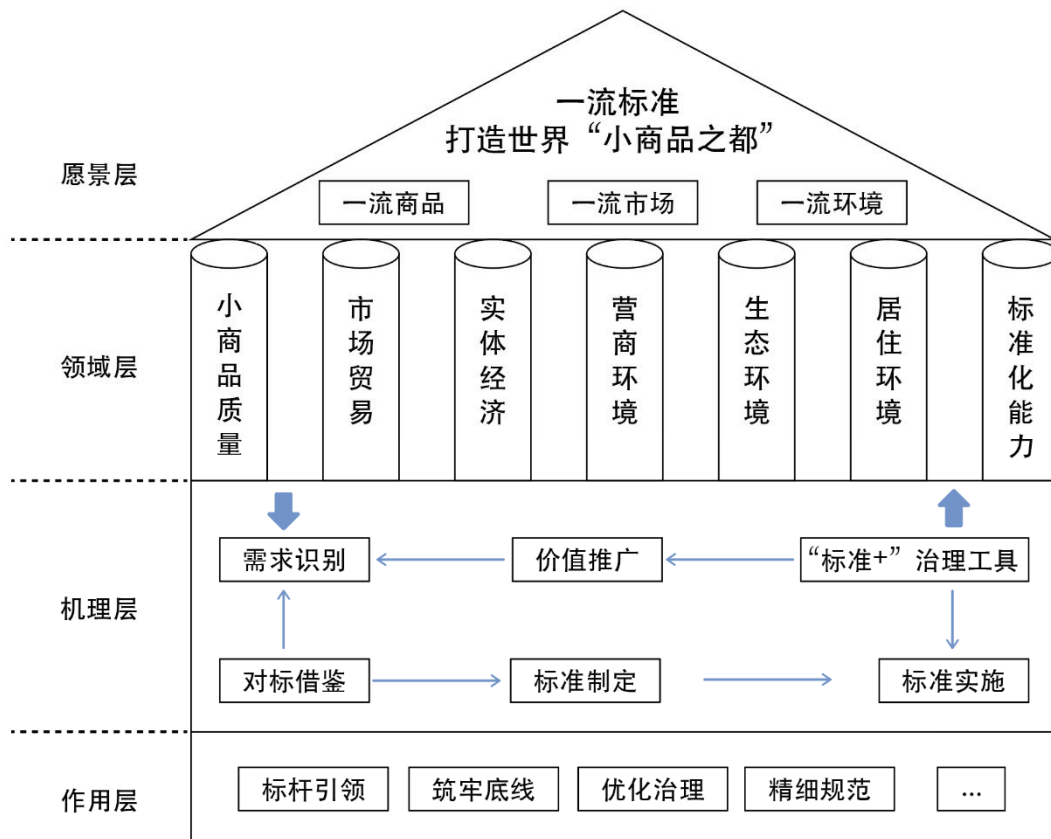 一流标准
打造世界“小商品之都”
愿景层
一流商品
一流市场
一流环境
领域层
小商品质量
市场贸易
实体经济
营商环境
生态环境
居住环境
标准化能力
机理层
需求识别
价值推广
“标准+”治理工具
对标借鉴
标准制定
标准实施
作用层
标杆引领
筑牢底线
优化治理
精细规范
...